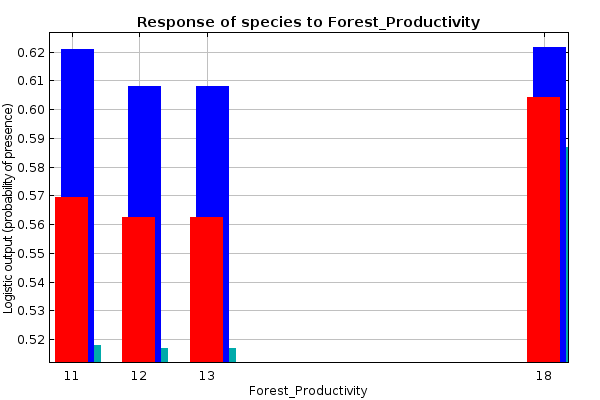 Response of species to Forest_Productivity
Logistic output (probability of presence)
0.62
0.61
0.60
0.59
0.58
0.57
0.56
0.55
0.54
0.53
0.52
11 12 13 18
Forest_Productivity